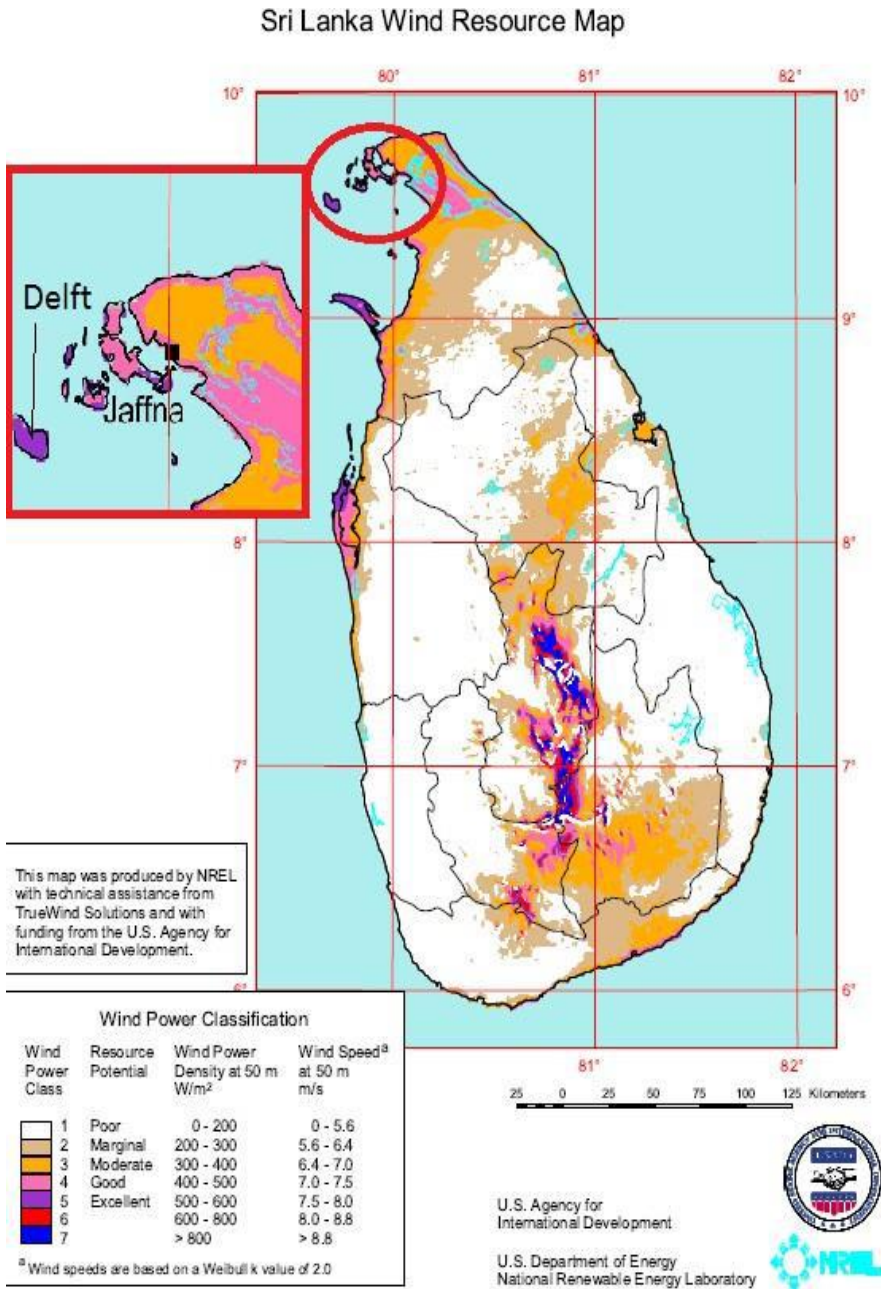 Sri Lanka Wind Resource Map
80° 81° 82°
10° 10°
Delft
Jaffna
9° 9°
8° 8°
7° 7°
This map was produced by NREL
with technical assistance from
TrueWind Solutions and with
funding from the U.S. Agency for
International Development.
6° 6°
81° 82°
Wind Power Classification
Wind Power Class Resource Potential Wind Power Density at 50 m W/m² Wind Speedª at 50 m m/s
1 Poor 0 - 200 0 - 5.6
2 Marginal 200 - 300 5.6 - 6.4
3 Moderate 300 - 400 6.4 - 7.0
4 Good 400 - 500 7.0 - 7.5
5 Excellent 500 - 600 7.5 - 8.0
6 600 - 800 8.0 - 8.8
7 > 800 > 8.8
ª Wind speeds are based on a Weibull k value of 2.0
25 0 25 50 75 100 125 Kilometers
U.S. Agency for
International Development
U.S. Department of Energy
National Renewable Energy Laboratory
NREL